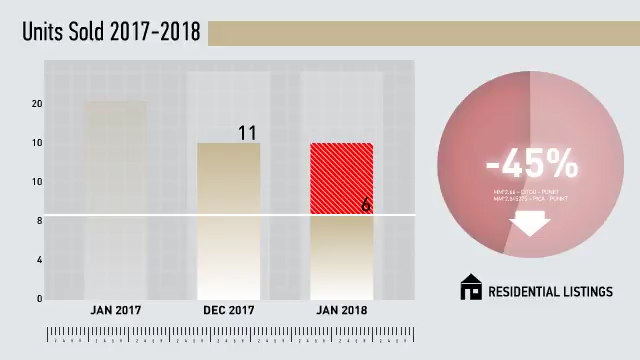 Units Sold 2017-2018
20
11
10
10
6
8
4
0
JAN 2017
DEC 2017
JAN 2018
-45%
RESIDENTIAL LISTINGS